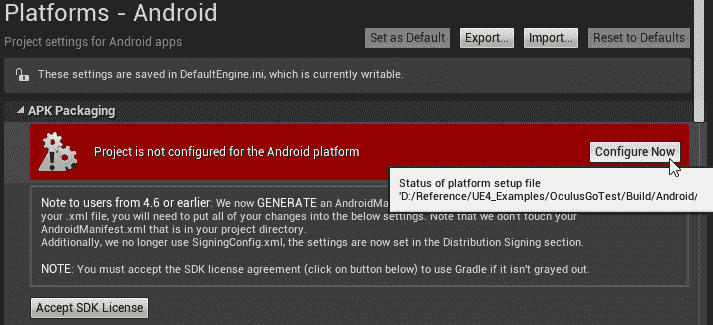 Platforms - Android
Project settings for Android apps
Set as Default
Export...
Import...
Reset to Defaults
These settings are saved in DefaultEngine.ini, which is currently writable.
APK Packaging
Project is not configured for the Android platform
Configure Now
Status of platform setup file
'D:/Reference/UE4_Examples/OculusGoTest/Build/Android/
Note to users from 4.6 or earlier: We now GENERATE an AndroidMa
your .xml file, you will need to put all of your changes into the below settings. Note that we don't touch your
AndroidManifest.xml that is in your project directory.
Additionally, we no longer use SigningConfig.xml, the settings are now set in the Distribution Signing section.
NOTE: You must accept the SDK license agreement (click on button below) to use Gradle if it isn't grayed out.
Accept SDK License